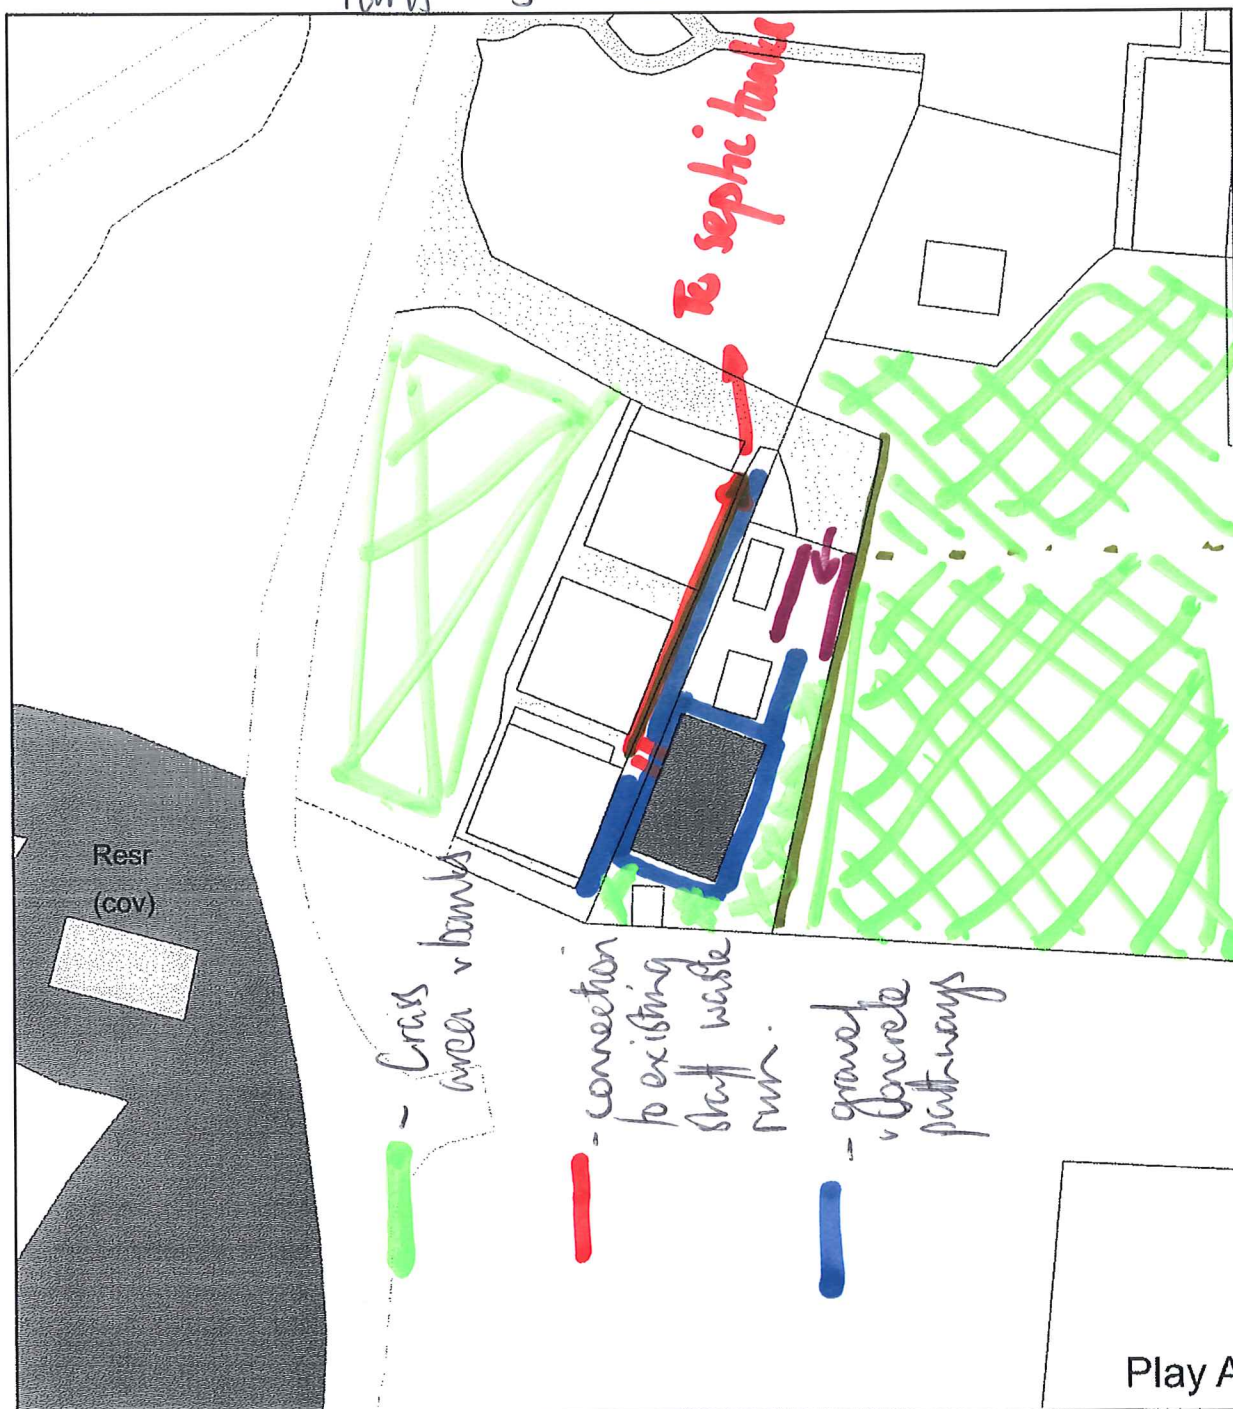 To septic tanks
Resr
(cov)
- Grass
area + banks
- connection
to existing
staff waste
run.
- gravel
+ concrete
pathways
Play A